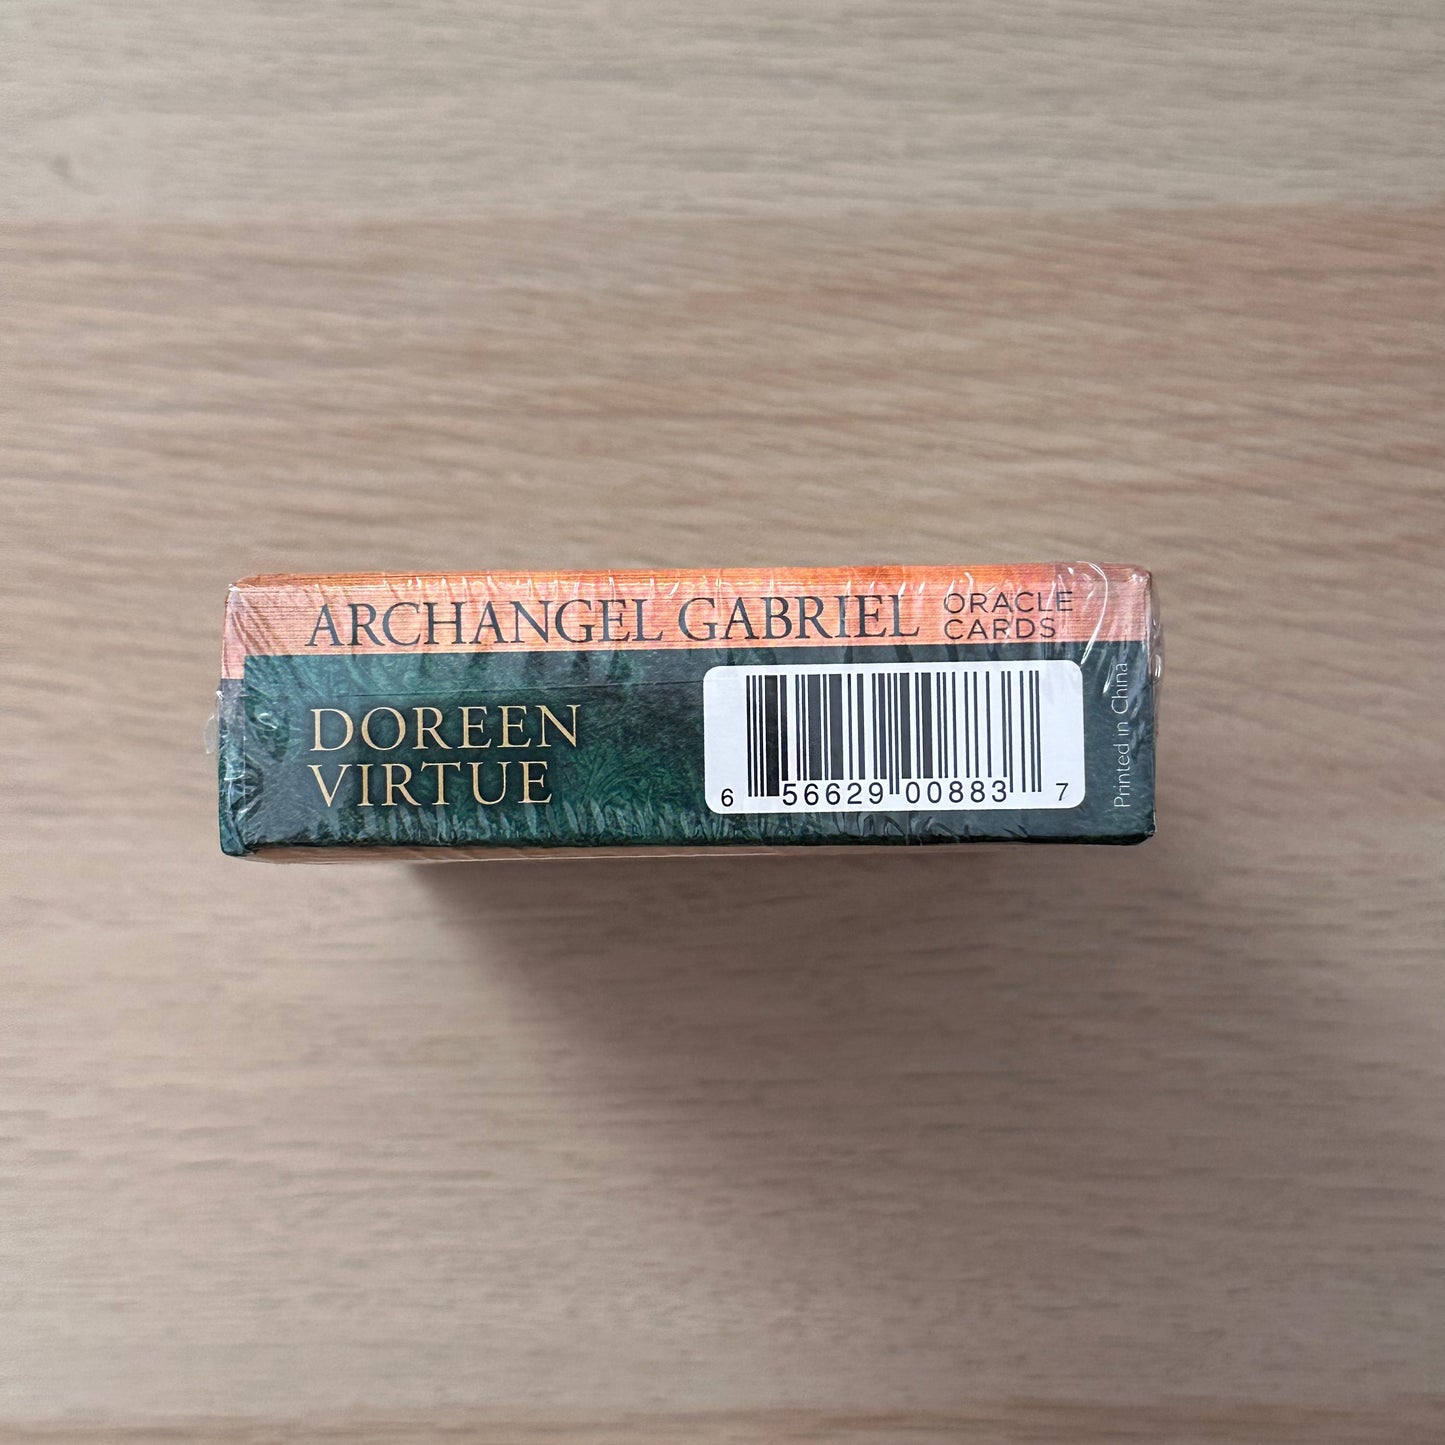 ARCHANGEL GABRIEL ORACLE
CARDS
DOREEN
VIRTUE
6 56629 00883 7
Printed in China